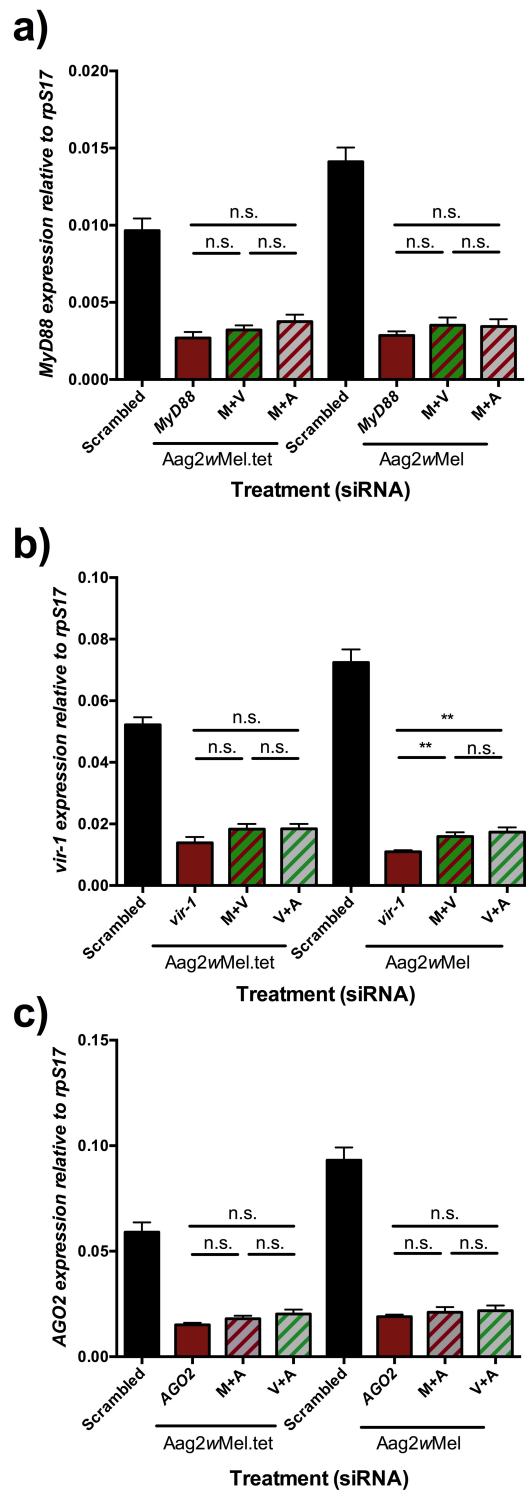 a)
MyD88 expression relative to rpS17
0.020
0.015
0.010
0.005
0.000
n.s.
n.s.
n.s. n.s.
n.s. n.s.
Scrambled MyD88 M+V M+A Scrambled MyD88 M+V M+A
Aag2wMel.tet Aag2wMel
Treatment (siRNA)
b)
vir-1 expression relative to rpS17
0.10
0.08
0.06
0.04
0.02
0.00
n.s.
**
n.s. n.s.
** n.s.
Scrambled vir-1 M+V V+A Scrambled vir-1 M+V V+A
Aag2wMel.tet Aag2wMel
Treatment (siRNA)
c)
AGO2 expression relative to rpS17
0.15
0.10
0.05
0.00
n.s.
n.s.
n.s. n.s.
n.s. n.s.
Scrambled AGO2 M+A V+A Scrambled AGO2 M+A V+A
Aag2wMel.tet Aag2wMel
Treatment (siRNA)